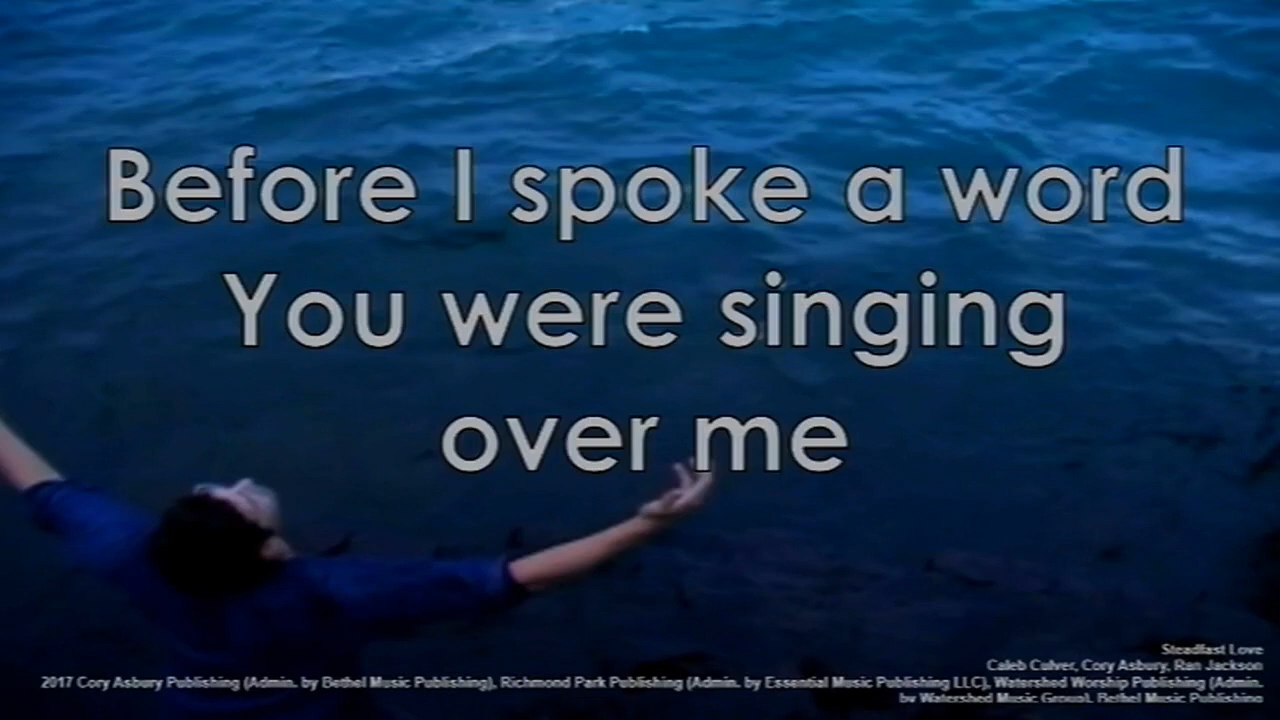 Before I spoke a word
You were singing
over me
Steadfast Love
Caleb Culver, Cory Asbury, Ran Jackson
2017 Cory Asbury Publishing (Admin. by Bethel Music Publishing), Richmond Park Publishing (Admin. by Essential Music Publishing LLC), Watershed Worship Publishing (Admin.
by Watershed Music Group), Bethel Music Publishing